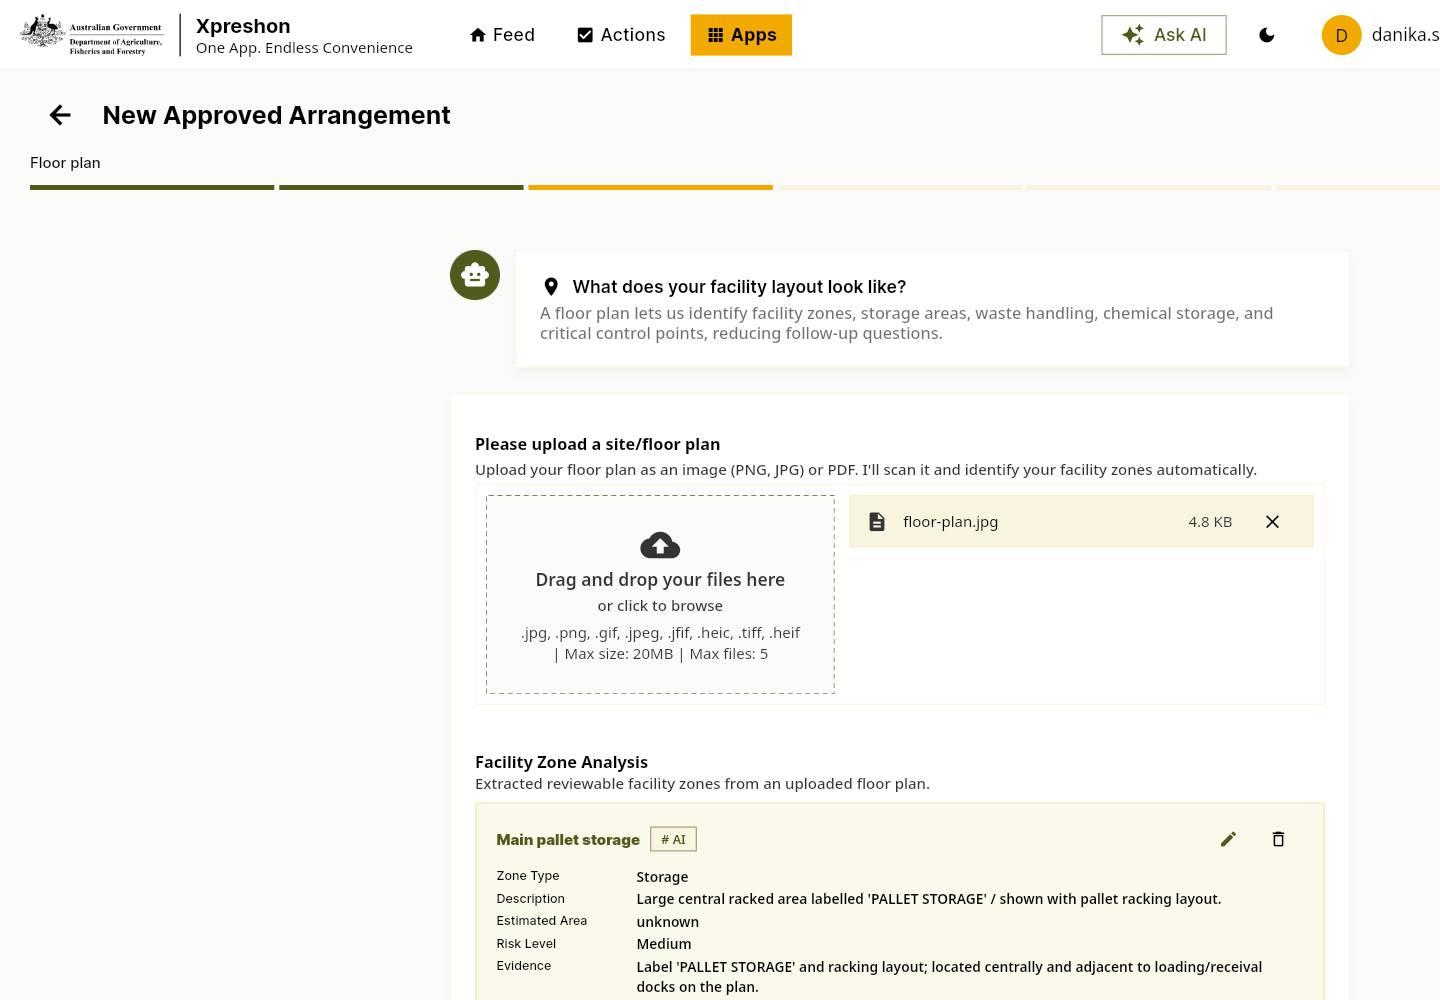 Australian Government
Department of Agriculture,
Fisheries and Forestry
Xpreshon
One App. Endless Convenience
Feed
Actions
Apps
Ask AI
D
danika.s
New Approved Arrangement
Floor plan
What does your facility layout look like?
A floor plan lets us identify facility zones, storage areas, waste handling, chemical storage, and
critical control points, reducing follow-up questions.
Please upload a site/floor plan
Upload your floor plan as an image (PNG, JPG) or PDF. I'll scan it and identify your facility zones automatically.
Drag and drop your files here
or click to browse
.jpg, .png, .gif, .jpeg, .jfif, .heic, .tiff, .heif
| Max size: 20MB | Max files: 5
floor-plan.jpg
4.8 KB
Facility Zone Analysis
Extracted reviewable facility zones from an uploaded floor plan.
Main pallet storage
# AI
Zone Type
Storage
Description
Large central racked area labelled 'PALLET STORAGE' / shown with pallet racking layout.
Estimated Area
unknown
Risk Level
Medium
Evidence
Label 'PALLET STORAGE' and racking layout; located centrally and adjacent to loading/receival
docks on the plan.